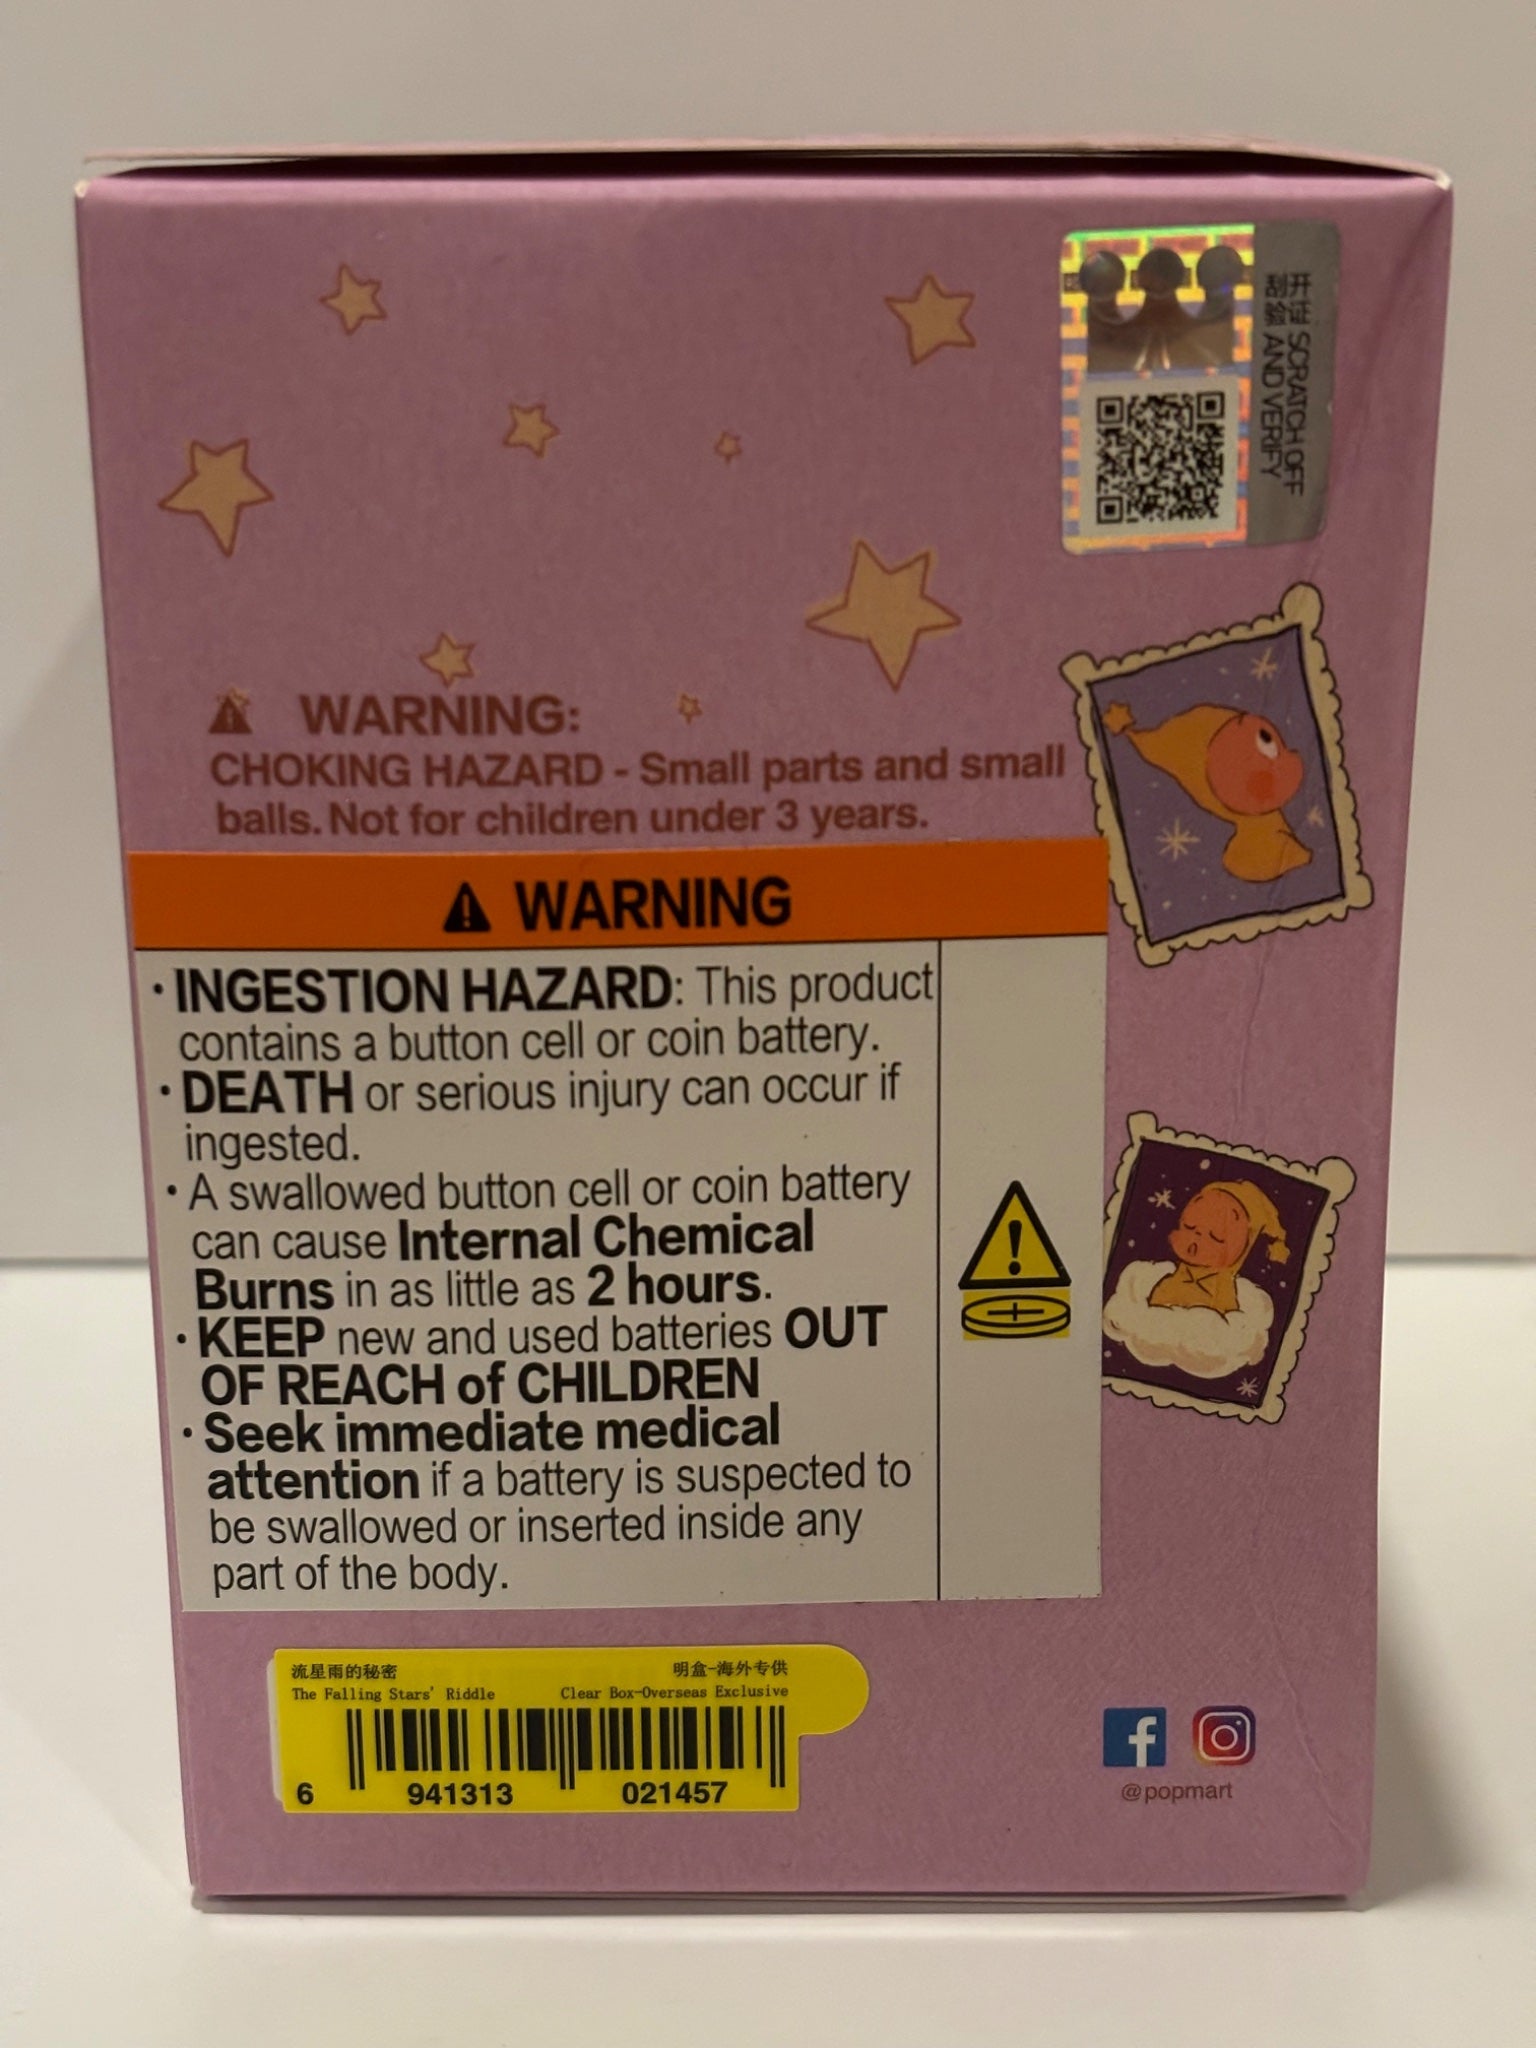 开证 SCRATCH OFF
刮验 AND VERIFY
WARNING:
CHOKING HAZARD - Small parts and small
balls. Not for children under 3 years.
WARNING
· INGESTION HAZARD: This product
contains a button cell or coin battery.
· DEATH or serious injury can occur if
ingested.
· A swallowed button cell or coin battery
can cause Internal Chemical
Burns in as little as 2 hours.
· KEEP new and used batteries OUT
OF REACH of CHILDREN
· Seek immediate medical
attention if a battery is suspected to
be swallowed or inserted inside any
part of the body.
流星雨的秘密 明盒-海外专供
The Falling Stars' Riddle Clear Box-Overseas Exclusive
6 941313 021457
@popmart